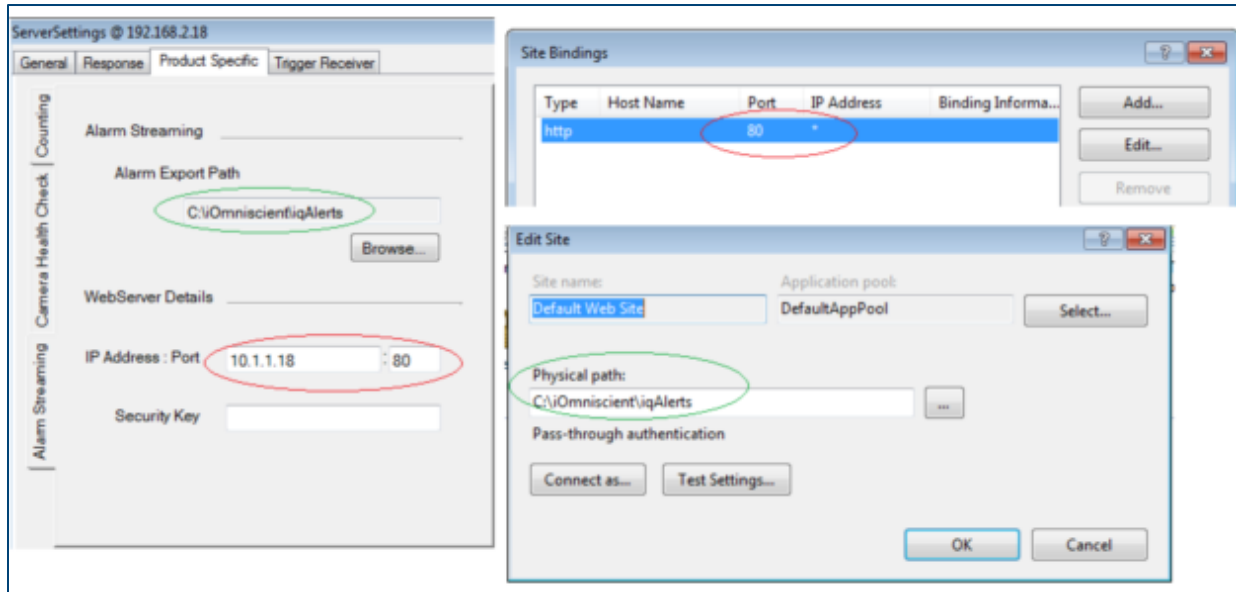 ServerSettings @ 192.168.2.18
General Response Product Specific Trigger Receiver
Counting
Camera Health Check
Alarm Streaming
Alarm Streaming
Alarm Export Path
C:\iOmniscient\iqAlerts
Browse...
WebServer Details
IP Address : Port 10.1.1.18 : 80
Security Key
Site Bindings
Type Host Name Port IP Address Binding Informa...
http 80 *
Add...
Edit...
Remove
Edit Site
Site name: Application pool:
Default Web Site DefaultAppPool Select...
Physical path:
C:\iOmniscient\iqAlerts ...
Pass-through authentication
Connect as... Test Settings...
OK Cancel